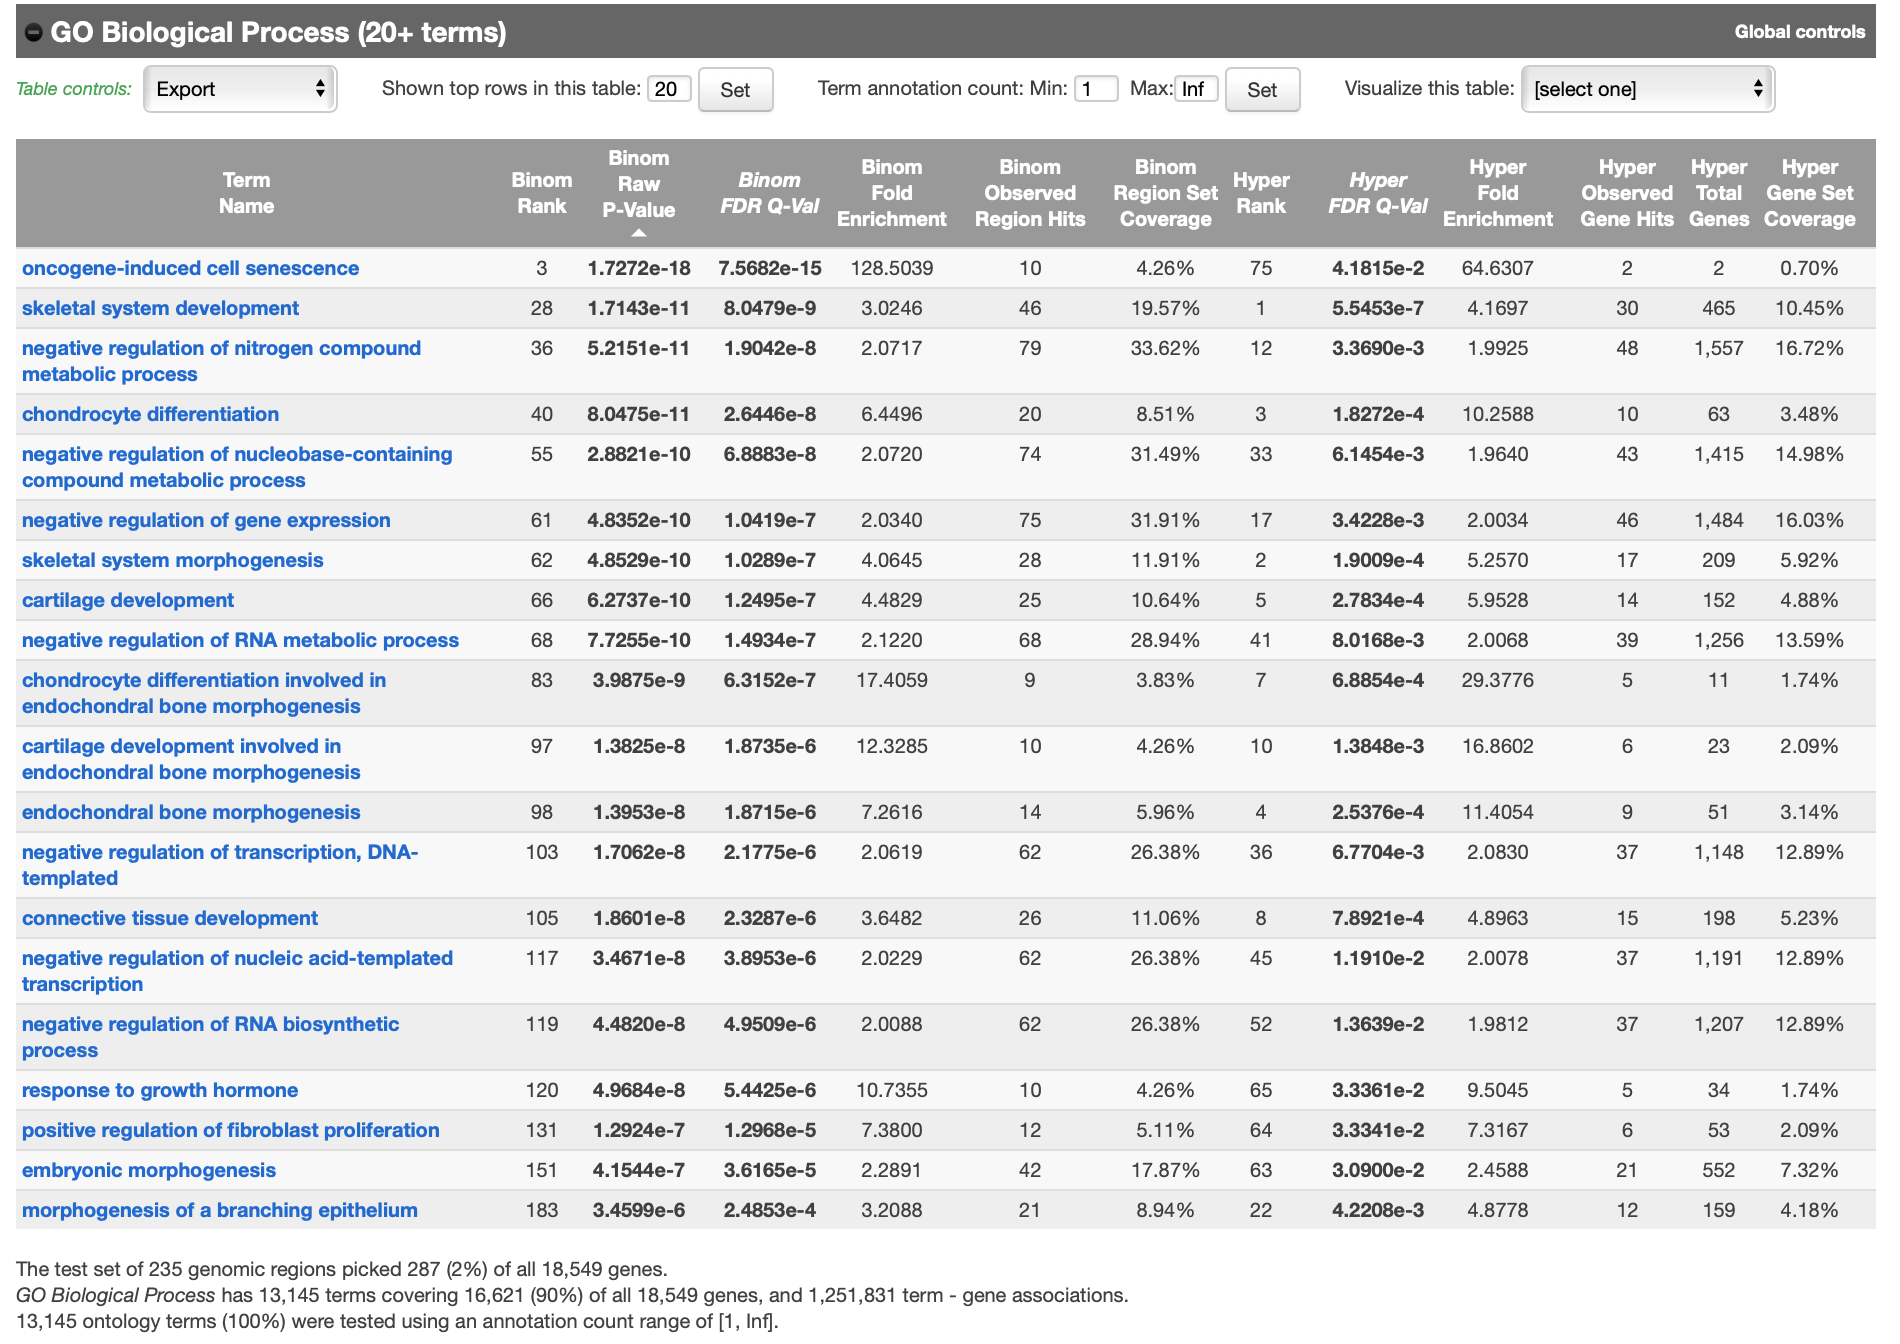 GO Biological Process (20+ terms) Global controls
Table controls: Export Shown top rows in this table: 20 Set Term annotation count: Min: 1 Max: Inf Set Visualize this table: [select one]
Term Name Binom Rank Binom Raw P-Value Binom FDR Q-Val Binom Fold Enrichment Binom Observed Region Hits Binom Region Set Coverage Hyper Rank Hyper FDR Q-Val Hyper Fold Enrichment Hyper Observed Gene Hits Hyper Total Genes Hyper Gene Set Coverage
oncogene-induced cell senescence 3 1.7272e-18 7.5682e-15 128.5039 10 4.26% 75 4.1815e-2 64.6307 2 2 0.70%
skeletal system development 28 1.7143e-11 8.0479e-9 3.0246 46 19.57% 1 5.5453e-7 4.1697 30 465 10.45%
negative regulation of nitrogen compound 36 5.2151e-11 1.9042e-8 2.0717 79 33.62% 12 3.3690e-3 1.9925 48 1,557 16.72%
metabolic process
chondrocyte differentiation 40 8.0475e-11 2.6446e-8 6.4496 20 8.51% 3 1.8272e-4 10.2588 10 63 3.48%
negative regulation of nucleobase-containing 55 2.8821e-10 6.8883e-8 2.0720 74 31.49% 33 6.1454e-3 1.9640 43 1,415 14.98%
compound metabolic process
negative regulation of gene expression 61 4.8352e-10 1.0419e-7 2.0340 75 31.91% 17 3.4228e-3 2.0034 46 1,484 16.03%
skeletal system morphogenesis 62 4.8529e-10 1.0289e-7 4.0645 28 11.91% 2 1.9009e-4 5.2570 17 209 5.92%
cartilage development 66 6.2737e-10 1.2495e-7 4.4829 25 10.64% 5 2.7834e-4 5.9528 14 152 4.88%
negative regulation of RNA metabolic process 68 7.7255e-10 1.4934e-7 2.1220 68 28.94% 41 8.0168e-3 2.0068 39 1,256 13.59%
chondrocyte differentiation involved in 83 3.9875e-9 6.3152e-7 17.4059 9 3.83% 7 6.8854e-4 29.3776 5 11 1.74%
endochondral bone morphogenesis
cartilage development involved in 97 1.3825e-8 1.8735e-6 12.3285 10 4.26% 10 1.3848e-3 16.8602 6 23 2.09%
endochondral bone morphogenesis
endochondral bone morphogenesis 98 1.3953e-8 1.8715e-6 7.2616 14 5.96% 4 2.5376e-4 11.4054 9 51 3.14%
negative regulation of transcription, DNA- 103 1.7062e-8 2.1775e-6 2.0619 62 26.38% 36 6.7704e-3 2.0830 37 1,148 12.89%
templated
connective tissue development 105 1.8601e-8 2.3287e-6 3.6482 26 11.06% 8 7.8921e-4 4.8963 15 198 5.23%
negative regulation of nucleic acid-templated 117 3.4671e-8 3.8953e-6 2.0229 62 26.38% 45 1.1910e-2 2.0078 37 1,191 12.89%
transcription
negative regulation of RNA biosynthetic 119 4.4820e-8 4.9509e-6 2.0088 62 26.38% 52 1.3639e-2 1.9812 37 1,207 12.89%
process
response to growth hormone 120 4.9684e-8 5.4425e-6 10.7355 10 4.26% 65 3.3361e-2 9.5045 5 34 1.74%
positive regulation of fibroblast proliferation 131 1.2924e-7 1.2968e-5 7.3800 12 5.11% 64 3.3341e-2 7.3167 6 53 2.09%
embryonic morphogenesis 151 4.1544e-7 3.6165e-5 2.2891 42 17.87% 63 3.0900e-2 2.4588 21 552 7.32%
morphogenesis of a branching epithelium 183 3.4599e-6 2.4853e-4 3.2088 21 8.94% 22 4.2208e-3 4.8778 12 159 4.18%
The test set of 235 genomic regions picked 287 (2%) of all 18,549 genes.
GO Biological Process has 13,145 terms covering 16,621 (90%) of all 18,549 genes, and 1,251,831 term - gene associations.
13,145 ontology terms (100%) were tested using an annotation count range of [1, Inf].